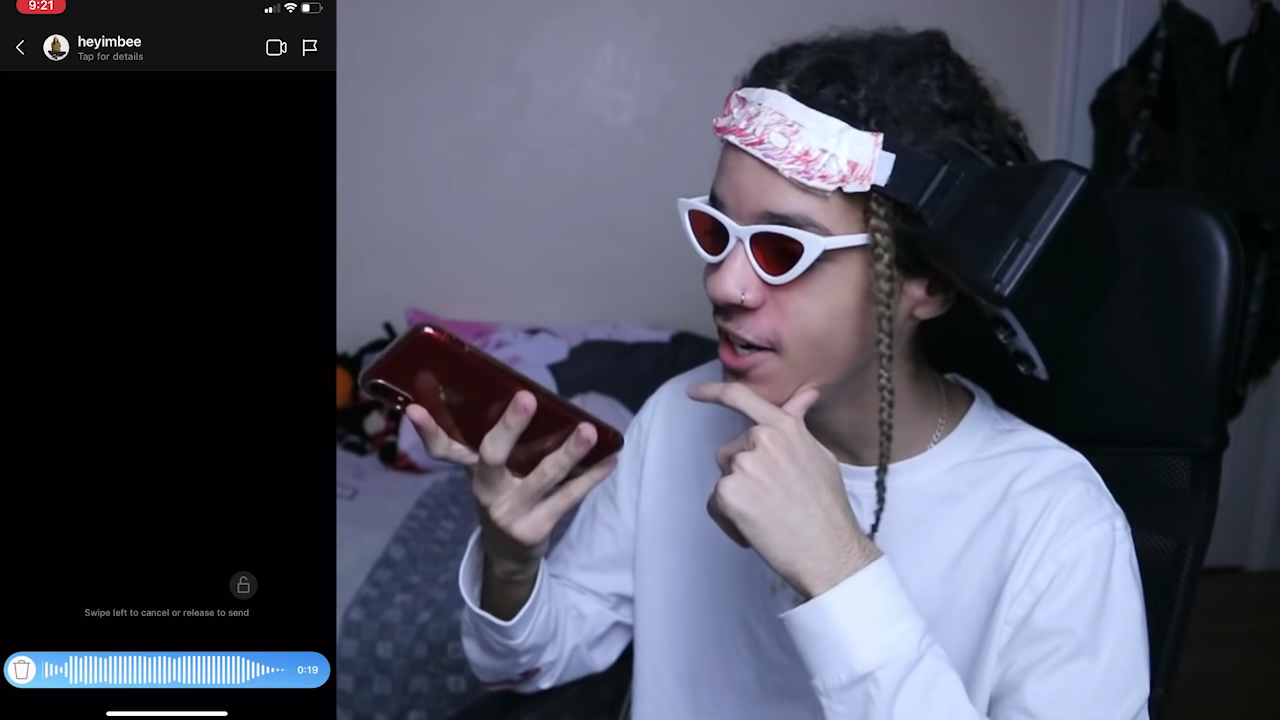 9:21
heyimbee
Tap for details
Swipe left to cancel or release to send
0:19